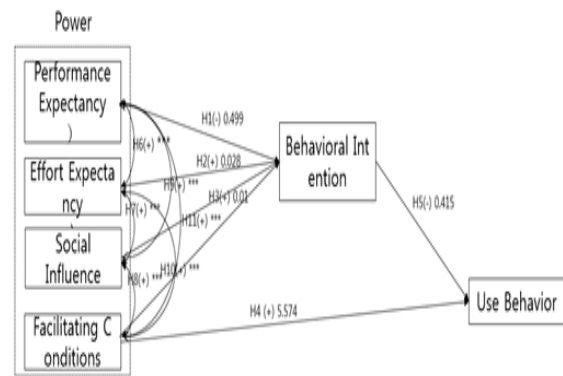 Power
Performance
Expectancy
)
H1(-) 0.499
H6(+) ***
Behavioral Int
ention
H2(+) 0.028
Effort Expecta
ncy
H9(+) ***
H3(+) 0.01
H5(-) 0.415
H7(+) ***
H11(+) ***
Social
Influence
H10(+) ***
H8(+) ***
Use Behavior
H4 (+) 5.574
Facilitating C
onditions